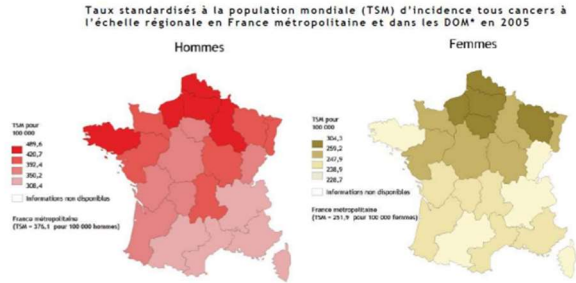 Taux standardisés à la population mondiale (TSM) d'incidence tous cancers à
l'échelle régionale en France métropolitaine et dans les DOM* en 2005
Hommes
Femmes
TSM pour
100 000
489,6
420,7
392,4
350,2
308,4
Informations non disponibles
France métropolitaine
(TSM = 376,1 pour 100 000 hommes)
TSM pour
100 000
304,3
259,2
247,9
238,9
228,7
Informations non disponibles
France métropolitaine
(TSM = 251,9 pour 100 000 femmes)